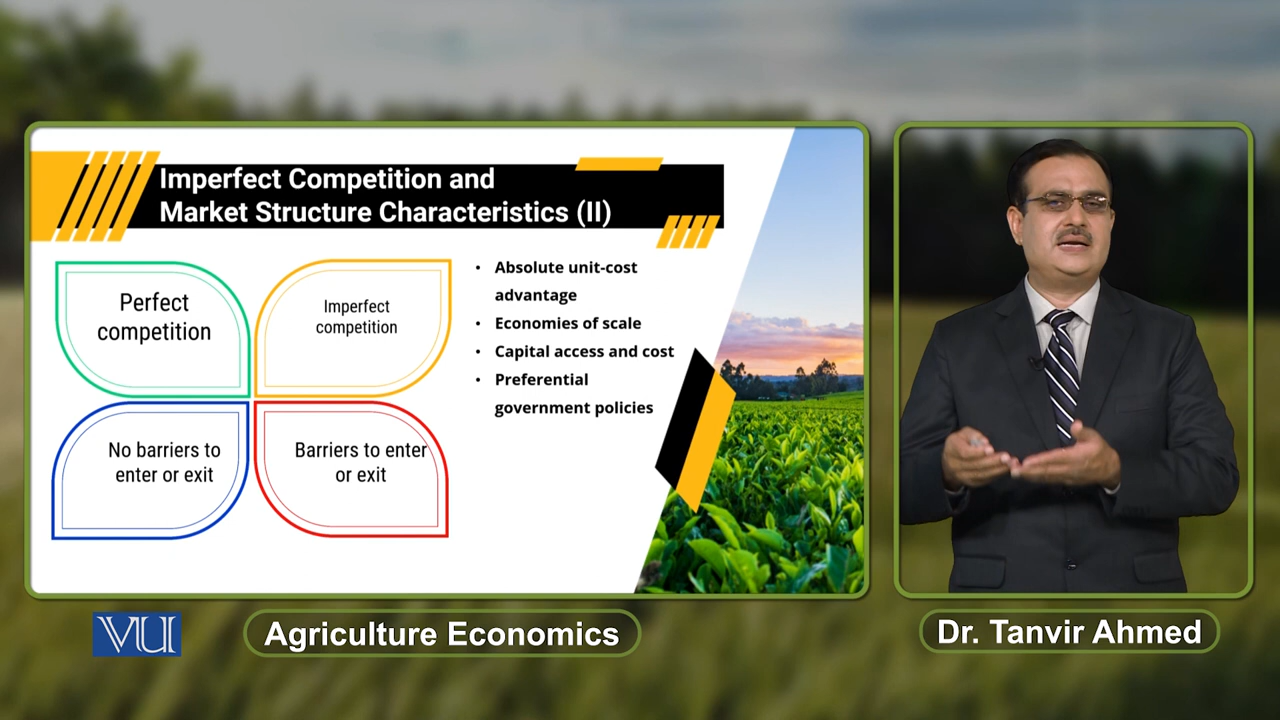 Imperfect Competition and
Market Structure Characteristics (II)
Perfect
competition
Imperfect
competition
No barriers to
enter or exit
Barriers to enter
or exit
• Absolute unit-cost
advantage
• Economies of scale
• Capital access and cost
• Preferential
government policies
VU
Agriculture Economics
Dr. Tanvir Ahmed